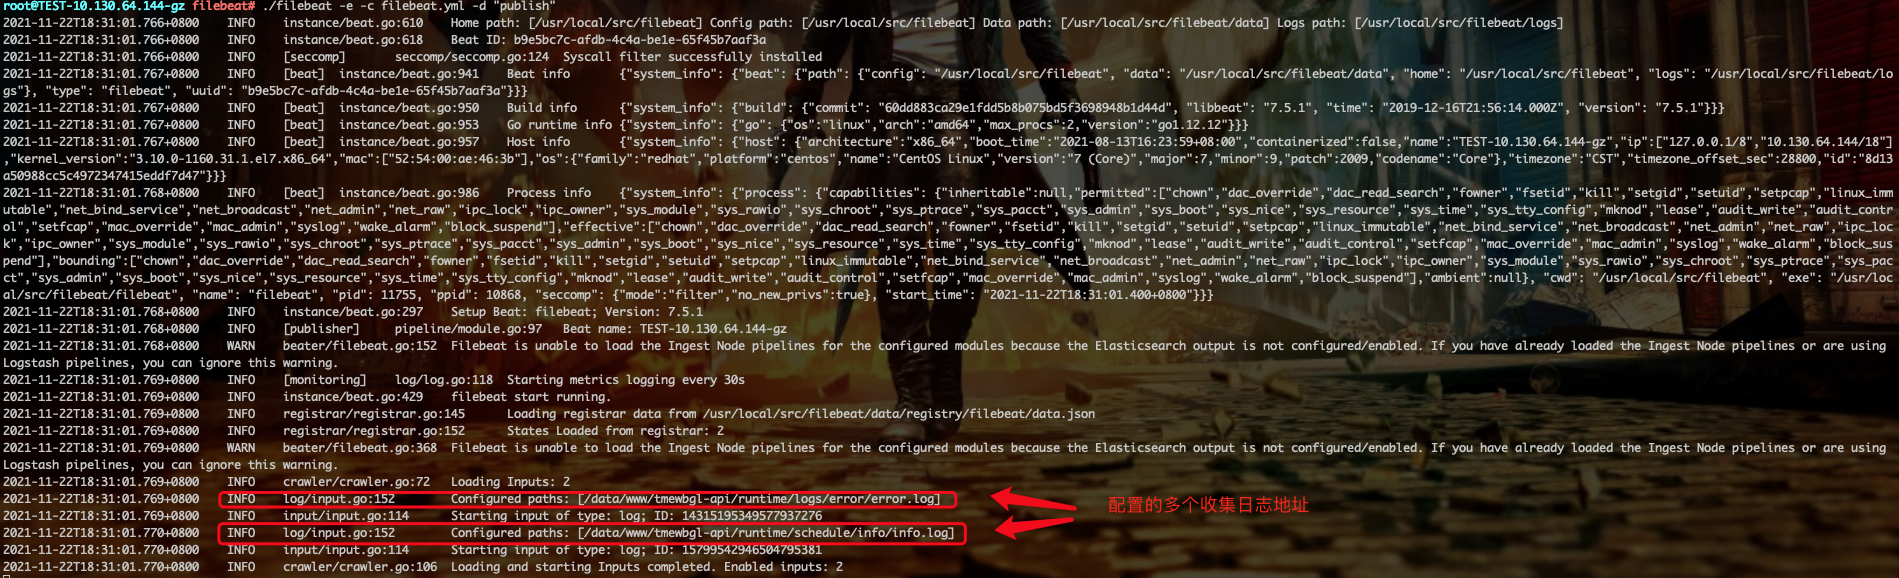 root@TEST-10.130.64.144-gz filebeat# ./filebeat -e -c filebeat.yml -d "publish"
2021-11-22T18:31:01.766+0800 INFO instance/beat.go:610 Home path: [/usr/local/src/filebeat] Config path: [/usr/local/src/filebeat] Data path: [/usr/local/src/filebeat/data] Logs path: [/usr/local/src/filebeat/logs]
2021-11-22T18:31:01.766+0800 INFO instance/beat.go:618 Beat ID: b9e5bc7c-afdb-4c4a-be1e-65f45b7aaf3a
2021-11-22T18:31:01.766+0800 INFO [seccomp] seccomp/seccomp.go:124 Syscall filter successfully installed
2021-11-22T18:31:01.767+0800 INFO [beat] instance/beat.go:941 Beat info {"system_info": {"beat": {"path": {"config": "/usr/local/src/filebeat", "data": "/usr/local/src/filebeat/data", "home": "/usr/local/src/filebeat", "logs": "/usr/local/src/filebeat/lo
gs"}, "type": "filebeat", "uuid": "b9e5bc7c-afdb-4c4a-be1e-65f45b7aaf3a"}}}
2021-11-22T18:31:01.767+0800 INFO [beat] instance/beat.go:950 Build info {"system_info": {"build": {"commit": "60dd883ca29e1fdd5b8b075bd5f3698948b1d44d", "libbeat": "7.5.1", "time": "2019-12-16T21:56:14.000Z", "version": "7.5.1"}}}
2021-11-22T18:31:01.767+0800 INFO [beat] instance/beat.go:953 Go runtime info {"system_info": {"go": {"os":"linux","arch":"amd64","max_procs":2,"version":"go1.12.12"}}}
2021-11-22T18:31:01.767+0800 INFO [beat] instance/beat.go:957 Host info {"system_info": {"host": {"architecture":"x86_64","boot_time":"2021-08-13T16:23:59+08:00","containerized":false,"name":"TEST-10.130.64.144-gz","ip":["127.0.0.1/8","10.130.64.144/18"]
,"kernel_version":"3.10.0-1160.31.1.el7.x86_64","mac":["52:54:00:ae:46:3b"],"os":{"family":"redhat","platform":"centos","name":"CentOS Linux","version":"7 (Core)","major":7,"minor":9,"patch":2009,"codename":"Core"},"timezone":"CST","timezone_offset_sec":28800,"id":"8d13
a50988cc5c4972347415eddf7d47"}}}
2021-11-22T18:31:01.768+0800 INFO [beat] instance/beat.go:986 Process info {"system_info": {"process": {"capabilities": {"inheritable":null,"permitted":["chown","dac_override","dac_read_search","fowner","fsetid","kill","setgid","setuid","setpcap","linux_imm
utable","net_bind_service","net_broadcast","net_admin","net_raw","ipc_lock","ipc_owner","sys_module","sys_rawio","sys_chroot","sys_ptrace","sys_pacct","sys_admin","sys_boot","sys_nice","sys_resource","sys_time","sys_tty_config","mknod","lease","audit_write","audit_contr
ol","setfcap","mac_override","mac_admin","syslog","wake_alarm","block_suspend"],"effective":["chown","dac_override","dac_read_search","fowner","fsetid","kill","setgid","setuid","setpcap","linux_immutable","net_bind_service","net_broadcast","net_admin","net_raw","ipc_loc
k","ipc_owner","sys_module","sys_rawio","sys_chroot","sys_ptrace","sys_pacct","sys_admin","sys_boot","sys_nice","sys_resource","sys_time","sys_tty_config","mknod","lease","audit_write","audit_control","setfcap","mac_override","mac_admin","syslog","wake_alarm","block_sus
pend"],"bounding":["chown","dac_override","dac_read_search","fowner","fsetid","kill","setgid","setuid","setpcap","linux_immutable","net_bind_service","net_broadcast","net_admin","net_raw","ipc_lock","ipc_owner","sys_module","sys_rawio","sys_chroot","sys_ptrace","sys_pac
ct","sys_admin","sys_boot","sys_nice","sys_resource","sys_time","sys_tty_config","mknod","lease","audit_write","audit_control","setfcap","mac_override","mac_admin","syslog","wake_alarm","block_suspend"],"ambient":null}, "cwd": "/usr/local/src/filebeat", "exe": "/usr/loc
al/src/filebeat/filebeat", "name": "filebeat", "pid": 11755, "ppid": 10868, "seccomp": {"mode":"filter","no_new_privs":true}, "start_time": "2021-11-22T18:31:01.400+0800"}}}
2021-11-22T18:31:01.768+0800 INFO instance/beat.go:297 Setup Beat: filebeat; Version: 7.5.1
2021-11-22T18:31:01.768+0800 INFO [publisher] pipeline/module.go:97 Beat name: TEST-10.130.64.144-gz
2021-11-22T18:31:01.768+0800 WARN beater/filebeat.go:152 Filebeat is unable to load the Ingest Node pipelines for the configured modules because the Elasticsearch output is not configured/enabled. If you have already loaded the Ingest Node pipelines or are using
Logstash pipelines, you can ignore this warning.
2021-11-22T18:31:01.769+0800 INFO [monitoring] log/log.go:118 Starting metrics logging every 30s
2021-11-22T18:31:01.769+0800 INFO instance/beat.go:429 filebeat start running.
2021-11-22T18:31:01.769+0800 INFO registrar/registrar.go:145 Loading registrar data from /usr/local/src/filebeat/data/registry/filebeat/data.json
2021-11-22T18:31:01.769+0800 INFO registrar/registrar.go:152 States Loaded from registrar: 2
2021-11-22T18:31:01.769+0800 WARN beater/filebeat.go:368 Filebeat is unable to load the Ingest Node pipelines for the configured modules because the Elasticsearch output is not configured/enabled. If you have already loaded the Ingest Node pipelines or are using
Logstash pipelines, you can ignore this warning.
2021-11-22T18:31:01.769+0800 INFO crawler/crawler.go:72 Loading Inputs: 2
2021-11-22T18:31:01.769+0800 INFO log/input.go:152 Configured paths: [/data/www/tmewbgl-api/runtime/logs/error/error.log]
配置的多个收集日志地址
2021-11-22T18:31:01.769+0800 INFO input/input.go:114 Starting input of type: log; ID: 14315195349577937276
2021-11-22T18:31:01.770+0800 INFO log/input.go:152 Configured paths: [/data/www/tmewbgl-api/runtime/schedule/info/info.log]
2021-11-22T18:31:01.770+0800 INFO input/input.go:114 Starting input of type: log; ID: 15799542946504795381
2021-11-22T18:31:01.770+0800 INFO crawler/crawler.go:106 Loading and starting Inputs completed. Enabled inputs: 2